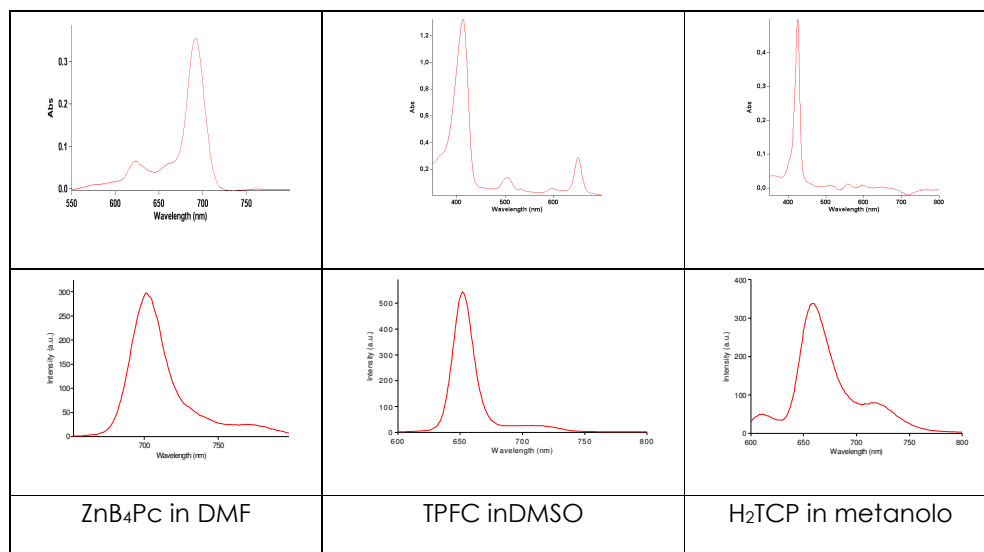 Abs
0.3
0.2
0.1
0.0
550 600 650 700 750
Wavelength (nm)
Abs
1,2
1,0
0,8
0,6
0,4
0,2
400 500 600
Wavelength (nm)
Abs
0,4
0,3
0,2
0,1
0,0
400 500 600 700 800
Wavelength (nm)
Intensity (a.u.)
300
250
200
150
100
50
0
700 750
Wavelength (nm)
Intensity (a.u.)
500
400
300
200
100
0
600 650 700 750 800
Wavelength (nm)
Intensity (a.u.)
400
300
200
100
0
600 650 700 750 800
Wavelength (nm)
ZnB₄Pc in DMF
TPFC inDMSO
H₂TCP in metanolo